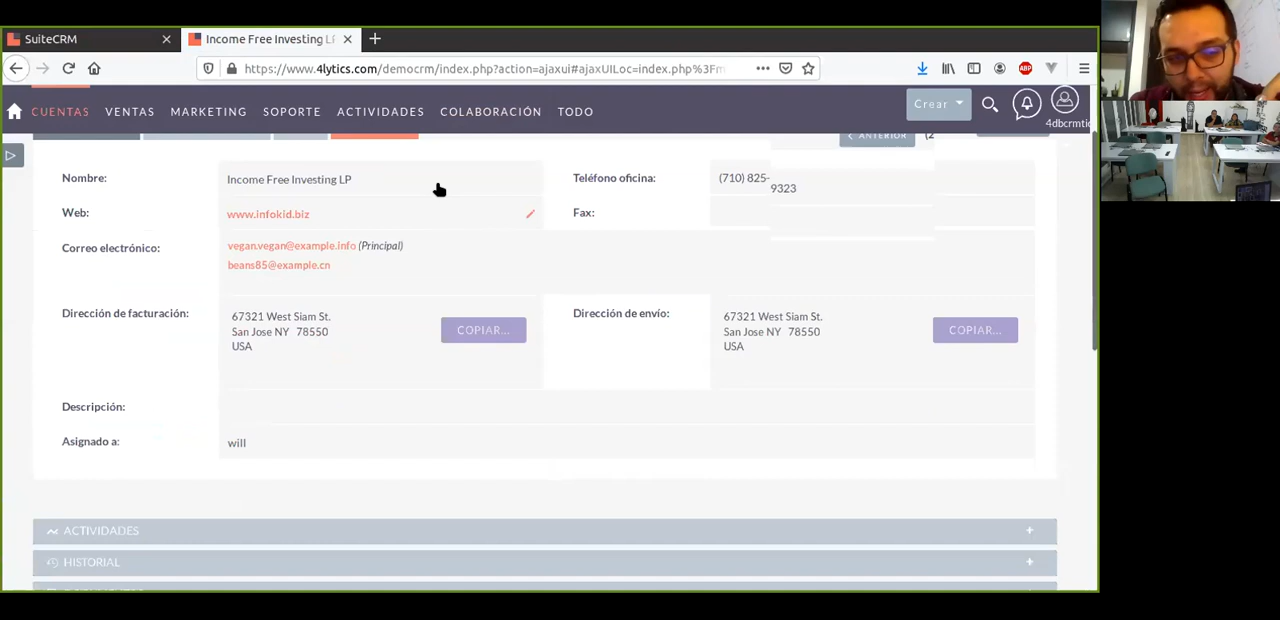 SuiteCRM
Income Free Investing LP
https://www.4lytics.com/democrm/index.php?action=ajaxui#ajaxUILoc=index.php%3Fm
ABP
CUENTAS VENTAS MARKETING SOPORTE ACTIVIDADES COLABORACIÓN TODO
Crear
4dbcrmtic
ANTERIOR (2
Nombre: Income Free Investing LP
Teléfono oficina: (710) 825-
9323
Web: www.infokid.biz
Fax:
Correo electrónico: vegan.vegan@example.info (Principal)
beans85@example.cn
Dirección de facturación: 67321 West Siam St.
San Jose NY 78550
USA
COPIAR...
Dirección de envío: 67321 West Siam St.
San Jose NY 78550
USA
COPIAR...
Descripción:
Asignado a: will
ACTIVIDADES
HISTORIAL